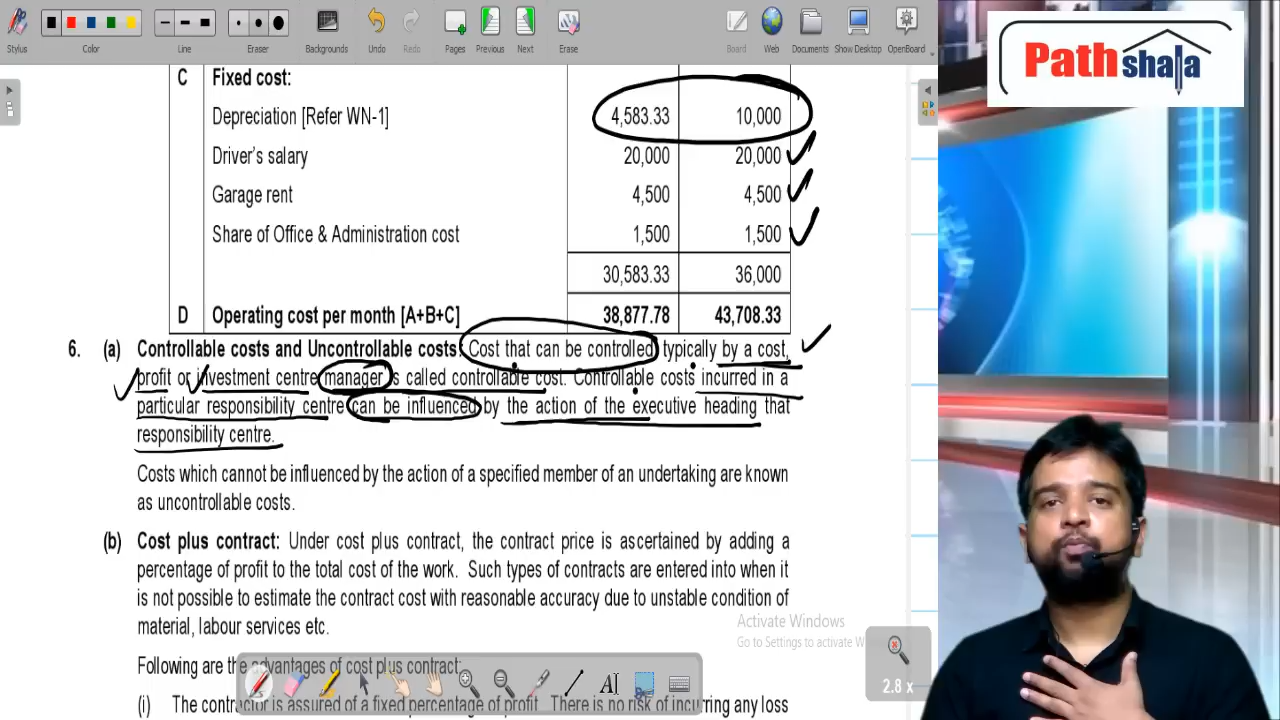 Stylus
Color
Line
Eraser
Backgrounds
Undo
Redo
Pages
Previous
Next
Erase
Board
Web
Documents
Show Desktop
OpenBoard
Path shala
C Fixed cost:
Depreciation [Refer WN-1] 4,583.33 10,000
Driver's salary 20,000 20,000
Garage rent 4,500 4,500
Share of Office & Administration cost 1,500 1,500
30,583.33 36,000
D Operating cost per month [A+B+C] 38,877.78 43,708.33
6. (a) Controllable costs and Uncontrollable costs: Cost that can be controlled typically by a cost,
profit or investment centre manager is called controllable cost. Controllable costs incurred in a
particular responsibility centre can be influenced by the action of the executive heading that
responsibility centre.
Costs which cannot be influenced by the action of a specified member of an undertaking are known
as uncontrollable costs.
(b) Cost plus contract: Under cost plus contract, the contract price is ascertained by adding a
percentage of profit to the total cost of the work. Such types of contracts are entered into when it
is not possible to estimate the contract cost with reasonable accuracy due to unstable condition of
material, labour services etc.
Activate Windows
Go to Settings to activate W
Following are the advantages of cost plus contract:
AI
2.8 x
(i) The contractor is assured of a fixed percentage of profit. There is no risk of incurring any loss